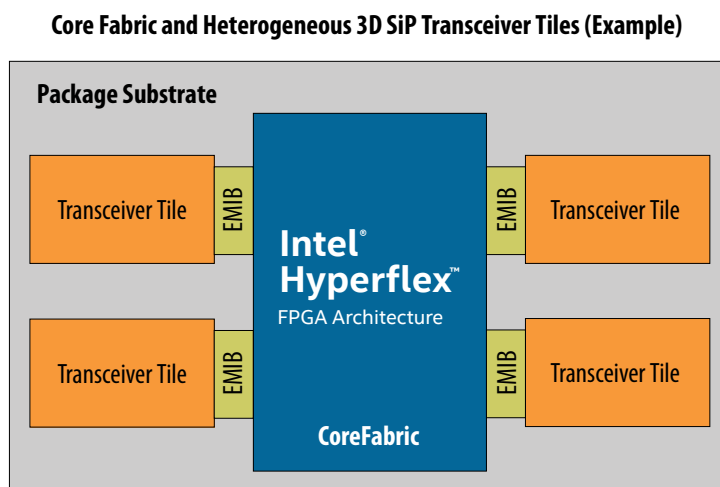 Core Fabric and Heterogeneous 3D SiP Transceiver Tiles (Example)
Package Substrate
Transceiver Tile
EMIB
EMIB
Transceiver Tile
Intel®
Hyperflex™
FPGA Architecture
Transceiver Tile
EMIB
EMIB
Transceiver Tile
CoreFabric